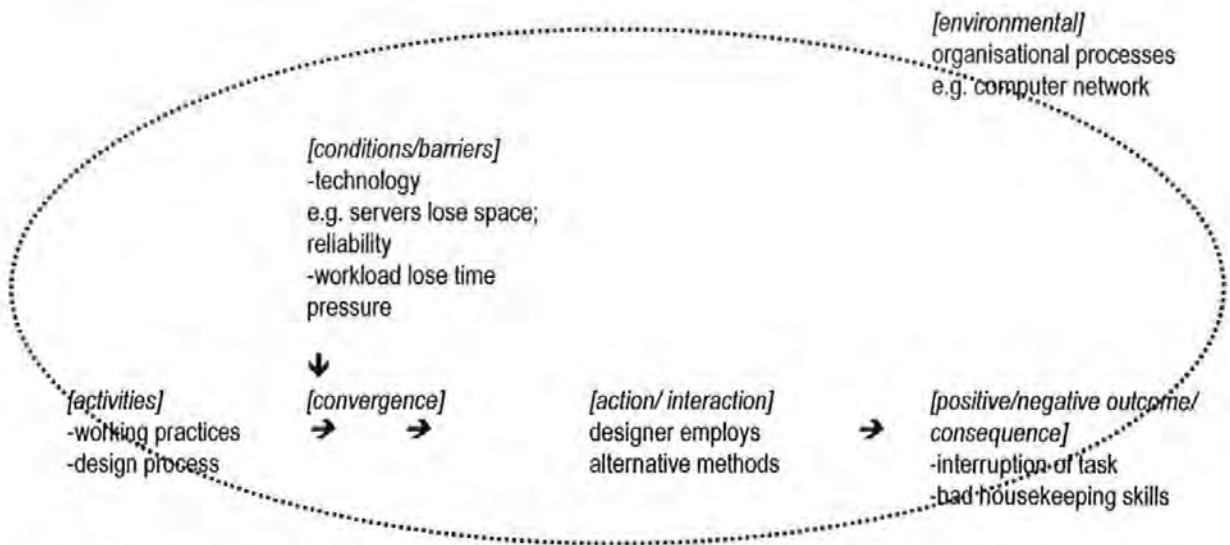 [environmental]
organisational processes
e.g. computer network
[conditions/barriers]
-technology
e.g. servers lose space;
reliability
-workload lose time
pressure
[activities]
-working practices
-design process
[convergence]
[action/ interaction]
designer employs
alternative methods
[positive/negative outcome/
consequence]
-interruption of task
-bad housekeeping skills